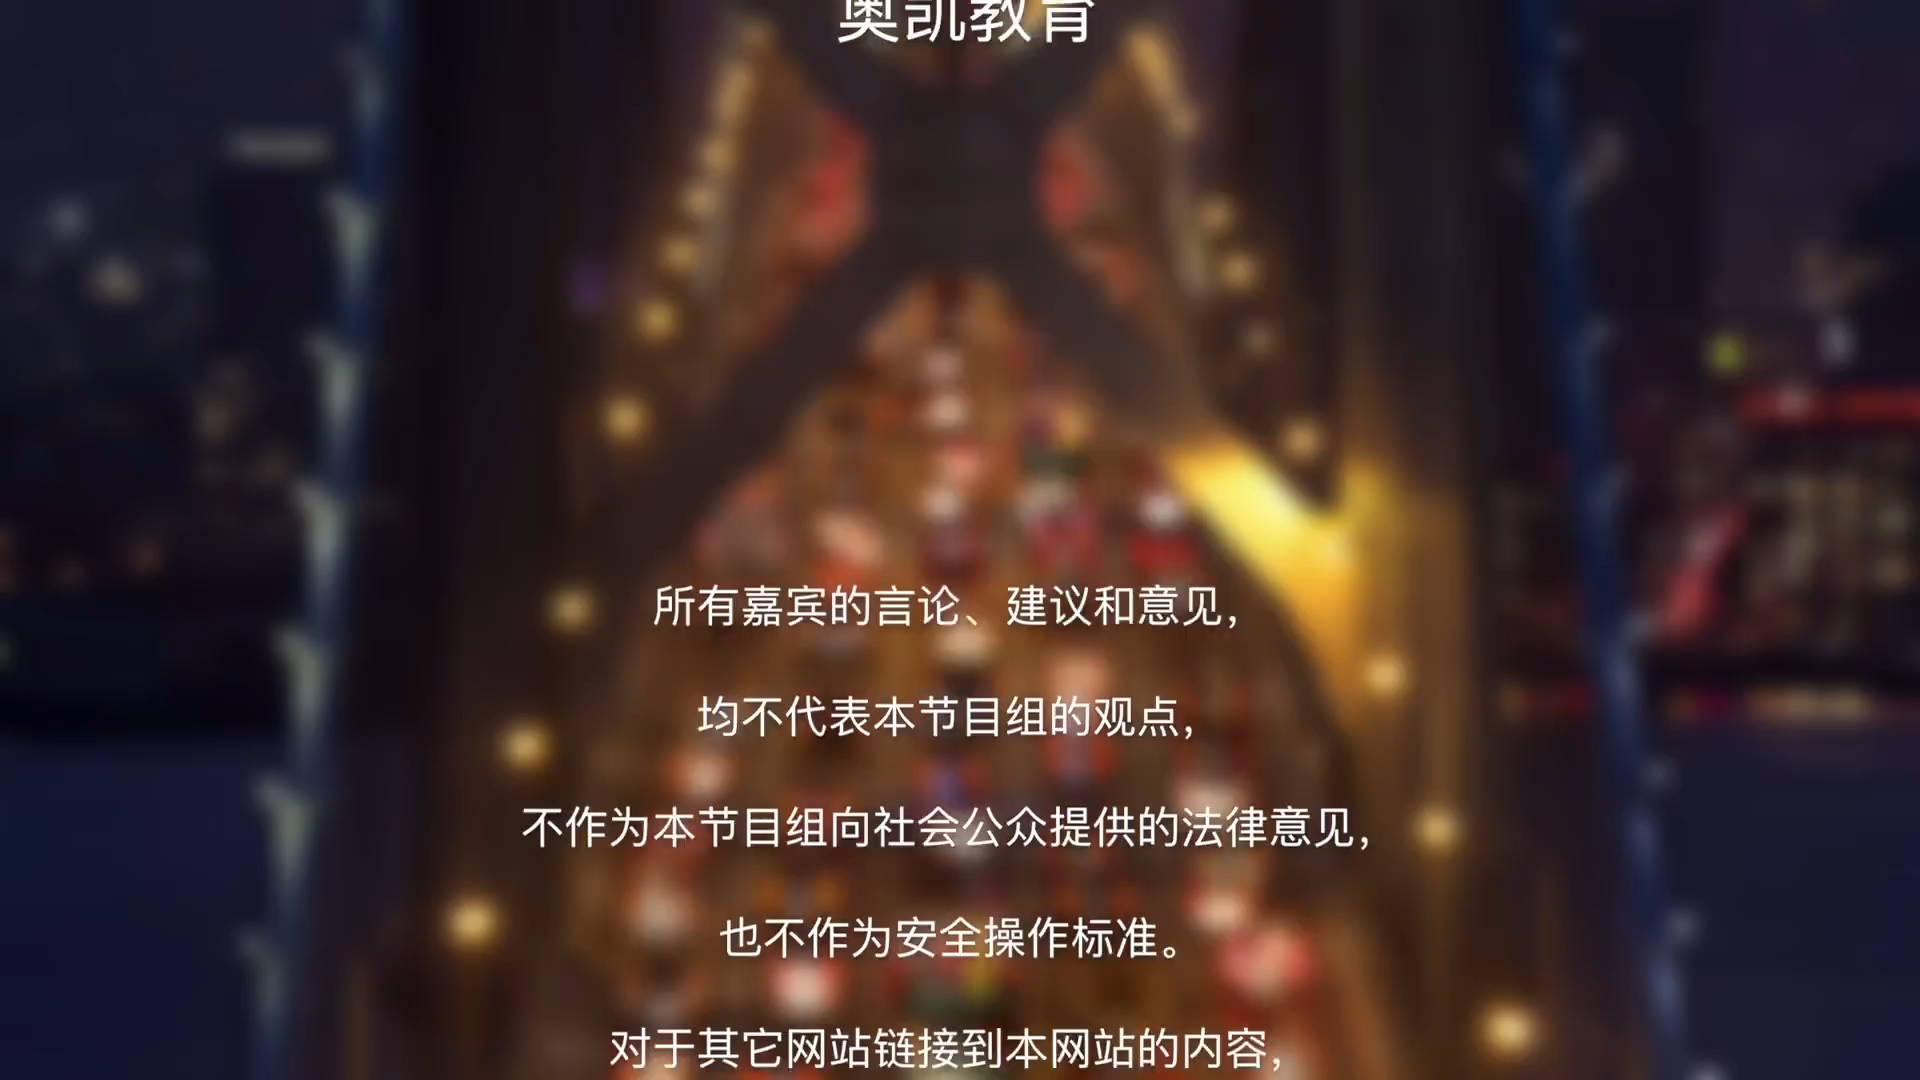 奥凯教育
所有嘉宾的言论、建议和意见，
均不代表本节目组的观点，
不作为本节目组向社会公众提供的法律意见，
也不作为安全操作标准。
对于其它网站链接到本网站的内容，